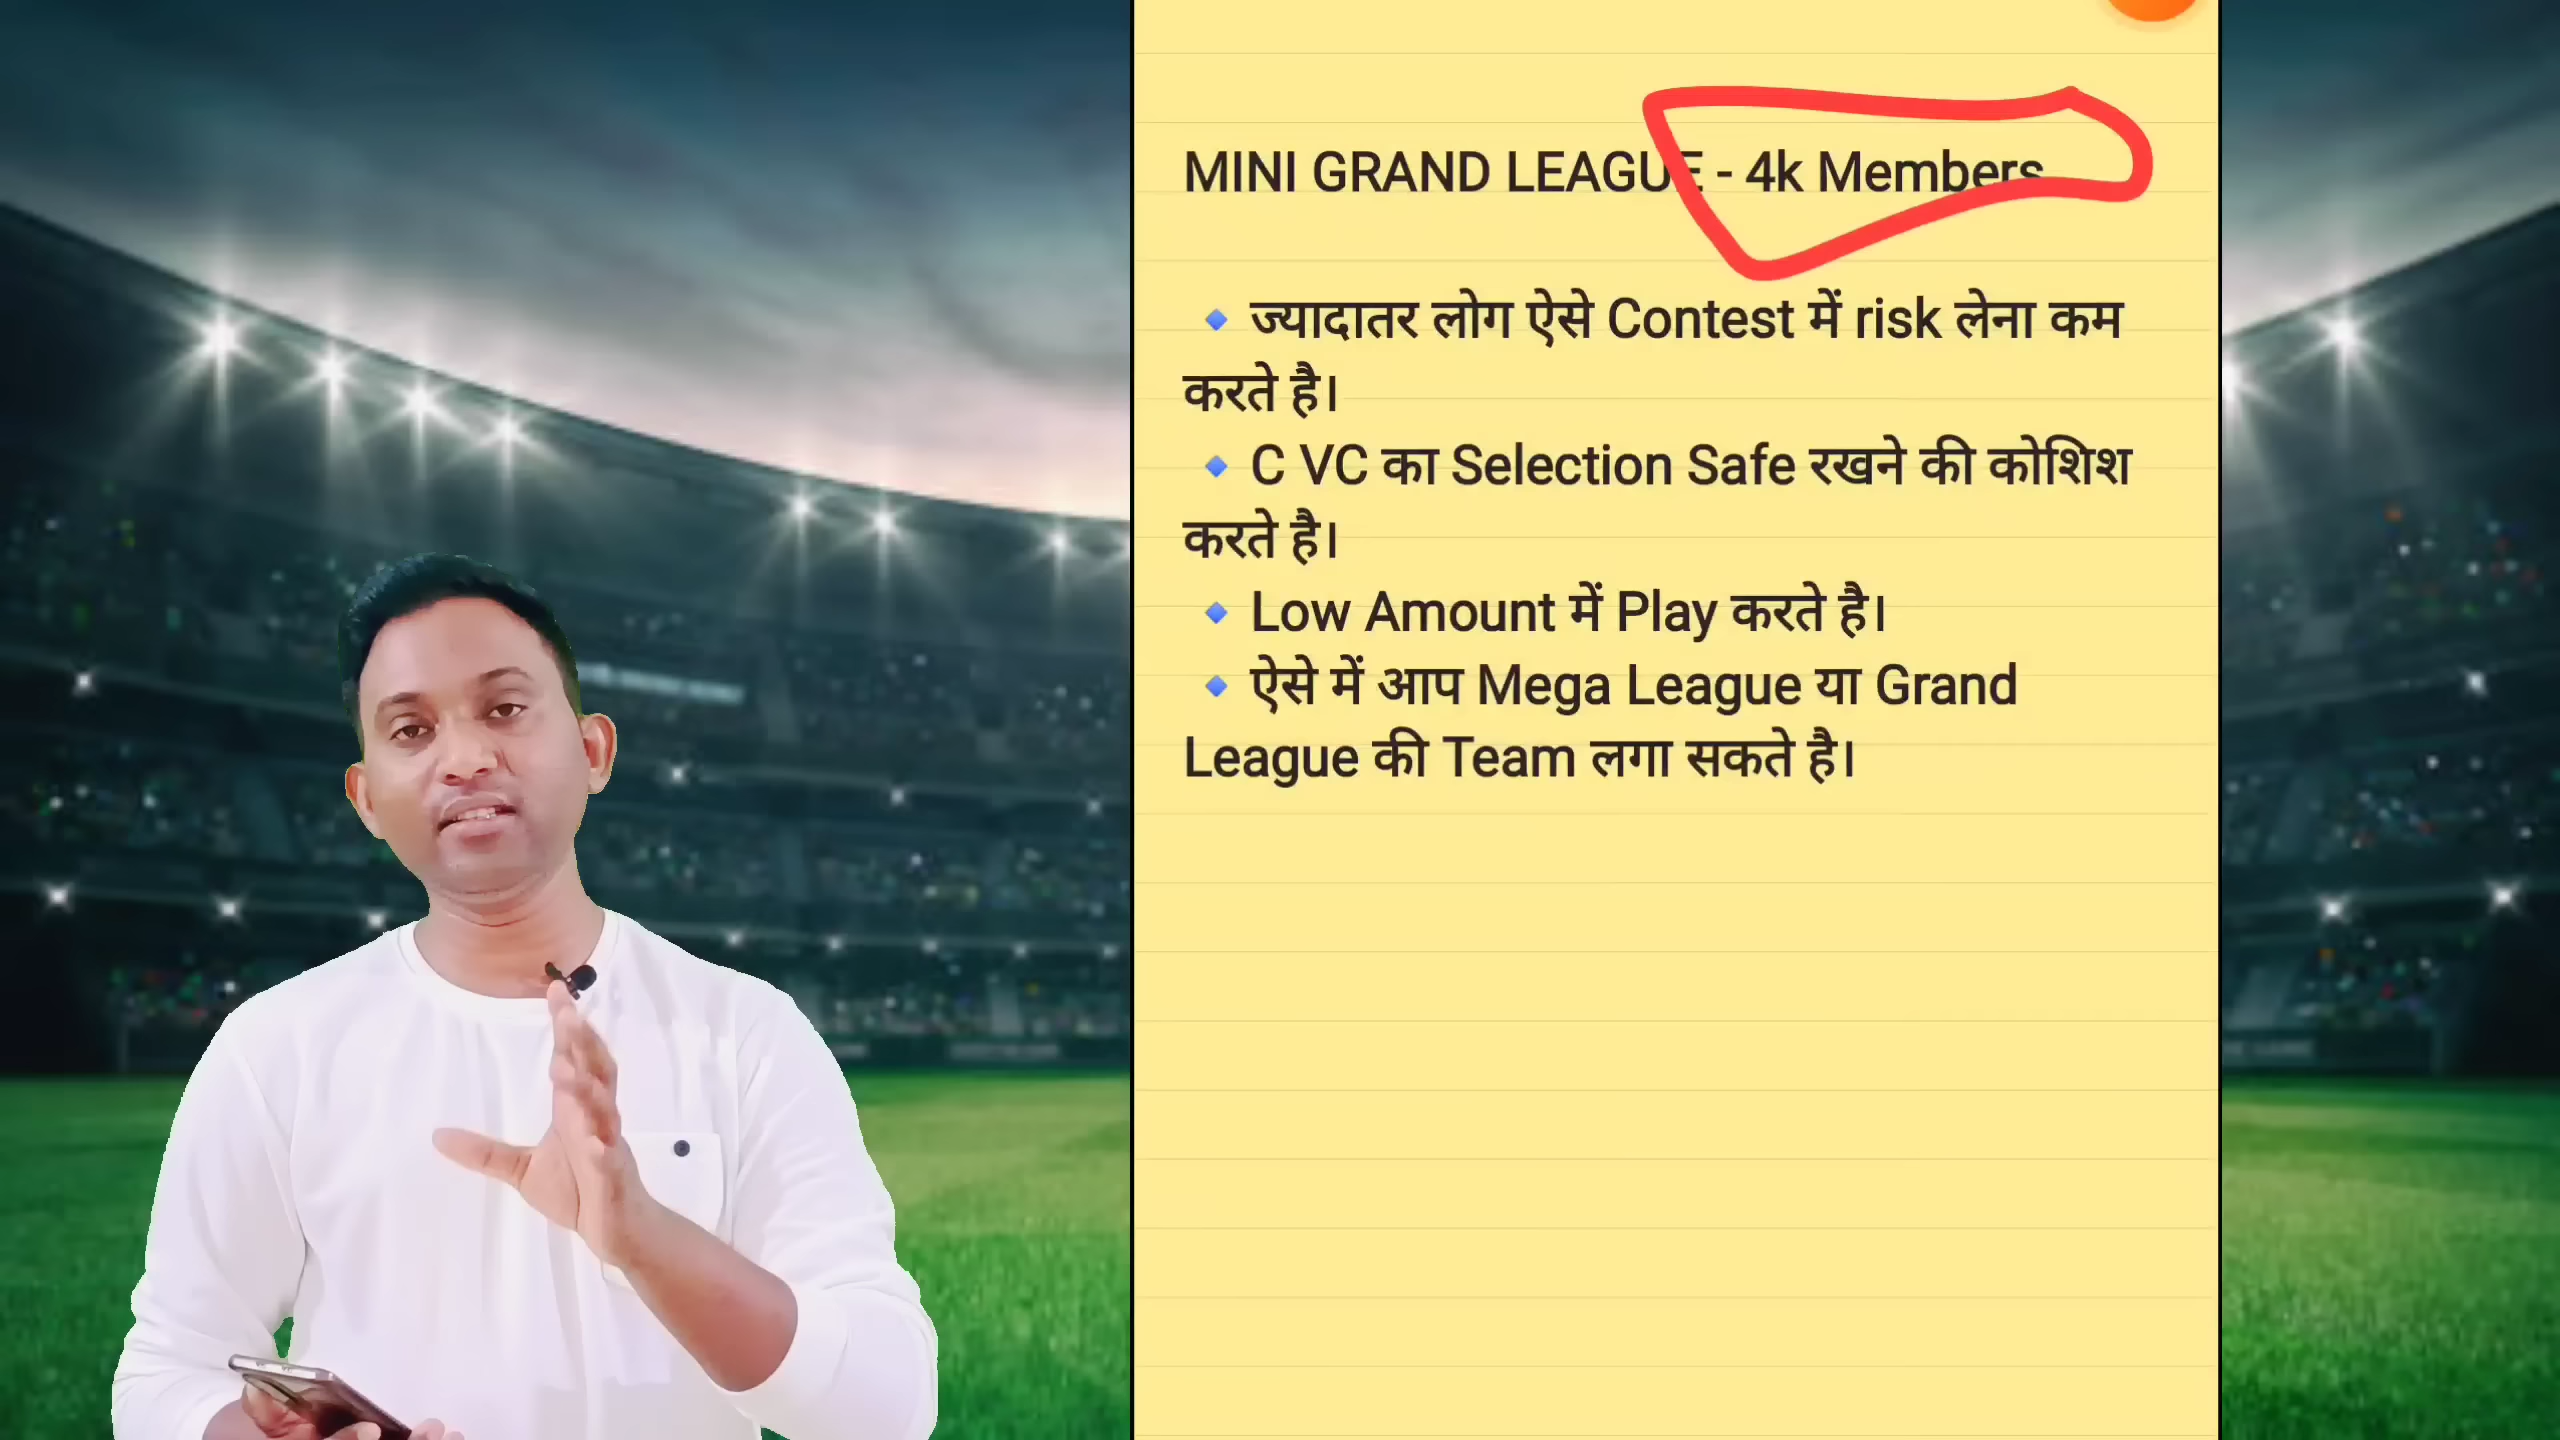 MINI GRAND LEAGUE - 4k Members
🔹 ज्यादातर लोग ऐसे Contest में risk लेना कम
करते है।
🔹 C VC का Selection Safe रखने की कोशिश
करते है।
🔹 Low Amount में Play करते है।
🔹 ऐसे में आप Mega League या Grand
League की Team लगा सकते है।